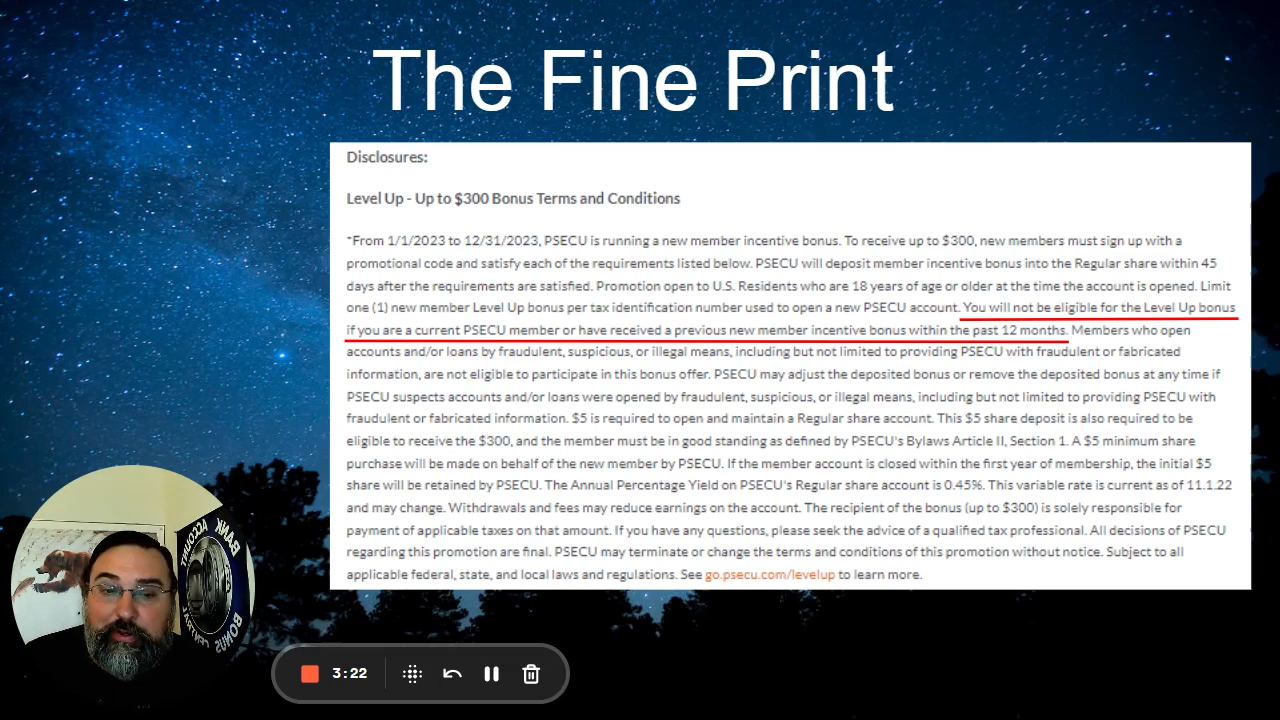 The Fine Print
Disclosures:
Level Up - Up to $300 Bonus Terms and Conditions
*From 1/1/2023 to 12/31/2023, PSECU is running a new member incentive bonus. To receive up to $300, new members must sign up with a
promotional code and satisfy each of the requirements listed below. PSECU will deposit member incentive bonus into the Regular share within 45
days after the requirements are satisfied. Promotion open to U.S. Residents who are 18 years of age or older at the time the account is opened. Limit
one (1) new member Level Up bonus per tax identification number used to open a new PSECU account. You will not be eligible for the Level Up bonus
if you are a current PSECU member or have received a previous new member incentive bonus within the past 12 months. Members who open
accounts and/or loans by fraudulent, suspicious, or illegal means, including but not limited to providing PSECU with fraudulent or fabricated
information, are not eligible to participate in this bonus offer. PSECU may adjust the deposited bonus or remove the deposited bonus at any time if
PSECU suspects accounts and/or loans were opened by fraudulent, suspicious, or illegal means, including but not limited to providing PSECU with
fraudulent or fabricated information. $5 is required to open and maintain a Regular share account. This $5 share deposit is also required to be
eligible to receive the $300, and the member must be in good standing as defined by PSECU's Bylaws Article II, Section 1. A $5 minimum share
purchase will be made on behalf of the new member by PSECU. If the member account is closed within the first year of membership, the initial $5
share will be retained by PSECU. The Annual Percentage Yield on PSECU's Regular share account is 0.45%. This variable rate is current as of 11.1.22
and may change. Withdrawals and fees may reduce earnings on the account. The recipient of the bonus (up to $300) is solely responsible for
payment of applicable taxes on that amount. If you have any questions, please seek the advice of a qualified tax professional. All decisions of PSECU
regarding this promotion are final. PSECU may terminate or change the terms and conditions of this promotion without notice. Subject to all
applicable federal, state, and local laws and regulations. See go.psecu.com/levelup to learn more.
BANK ACCOUNT
BONUS
3:22